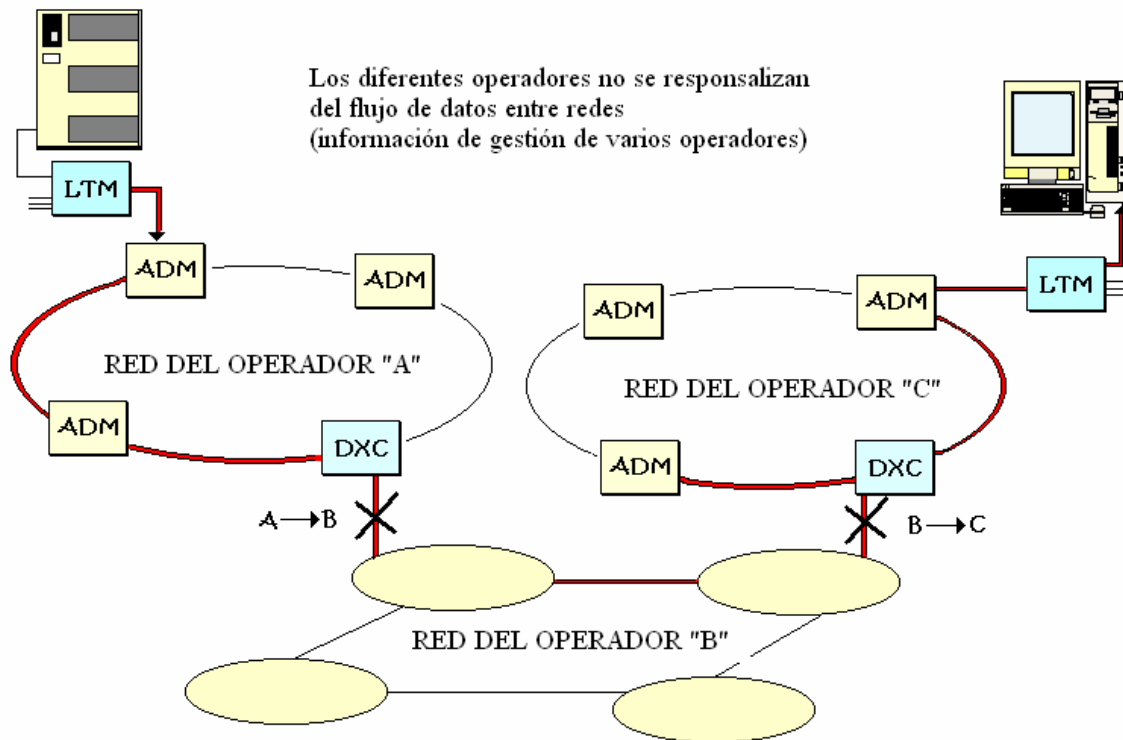 Los diferentes operadores no se responsalizan
del flujo de datos entre redes
(información de gestión de varios operadores)
LTM
ADM
ADM
RED DEL OPERADOR "A"
ADM
DXC
A → B
LTM
ADM
ADM
RED DEL OPERADOR "C"
ADM
DXC
B → C
RED DEL OPERADOR "B"